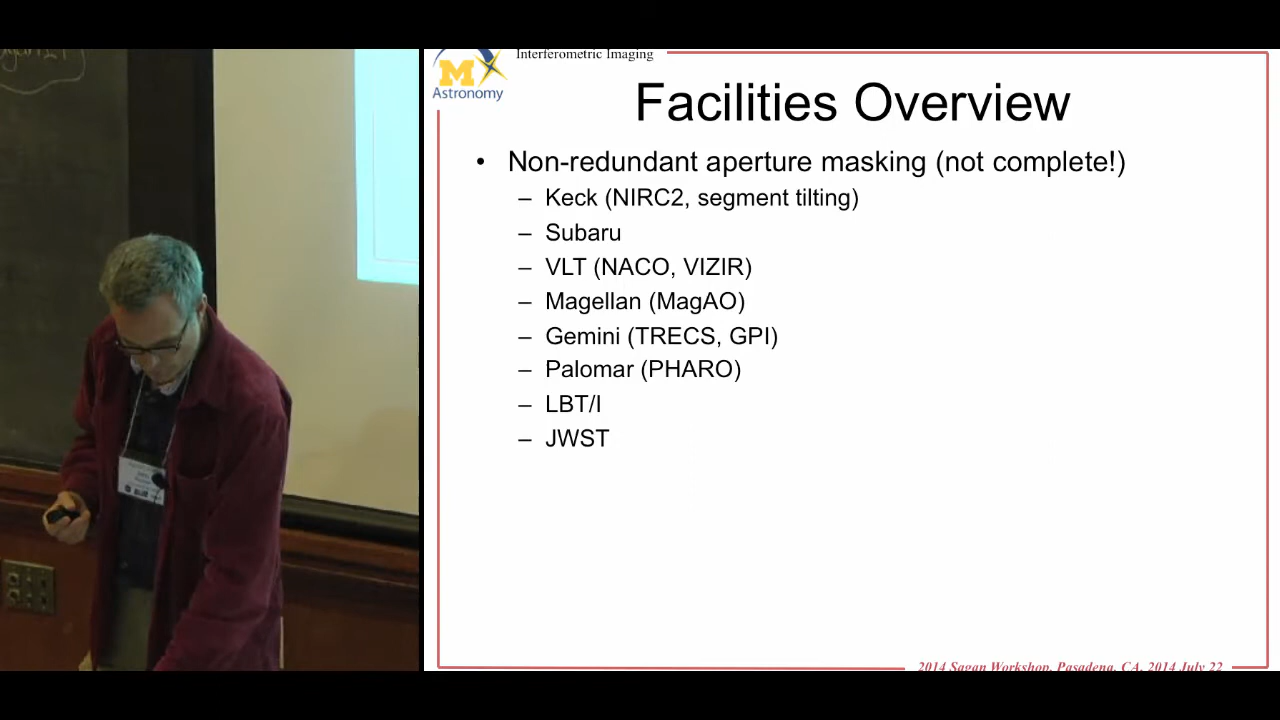 Interferometric Imaging
M
Astronomy
Facilities Overview
• Non-redundant aperture masking (not complete!)
– Keck (NIRC2, segment tilting)
– Subaru
– VLT (NACO, VIZIR)
– Magellan (MagAO)
– Gemini (TRECS, GPI)
– Palomar (PHARO)
– LBT/I
– JWST
2014 Sagan Workshop, Pasadena, CA, 2014 July 22